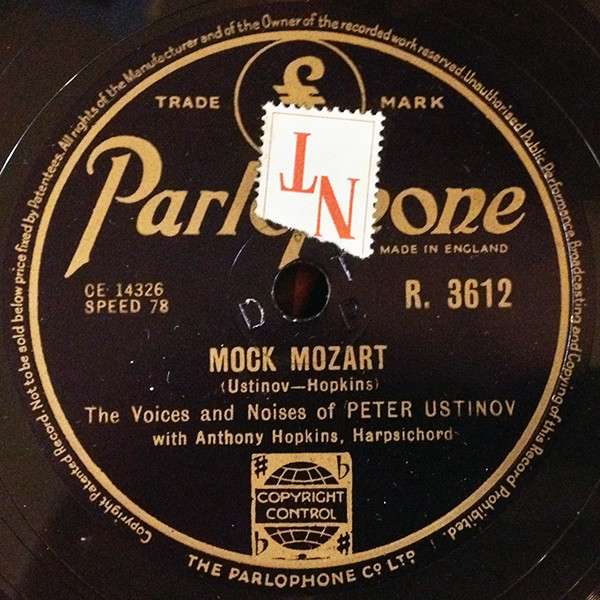 Copyright Patented Record Not to be sold below price fixed by Patentees. All rights of the Manufacturer and of the Owner of the recorded work reserved. Unauthorised Public Performance Broadcasting and Copying of this Record Prohibited.
£
TRADE MARK
Parlophone
MADE IN ENGLAND
CE 14326
SPEED 78
R. 3612
MOCK MOZART
(Ustinov—Hopkins)
The Voices and Noises of PETER USTINOV
with Anthony Hopkins, Harpsichord
COPYRIGHT
CONTROL
THE PARLOPHONE CO LTD